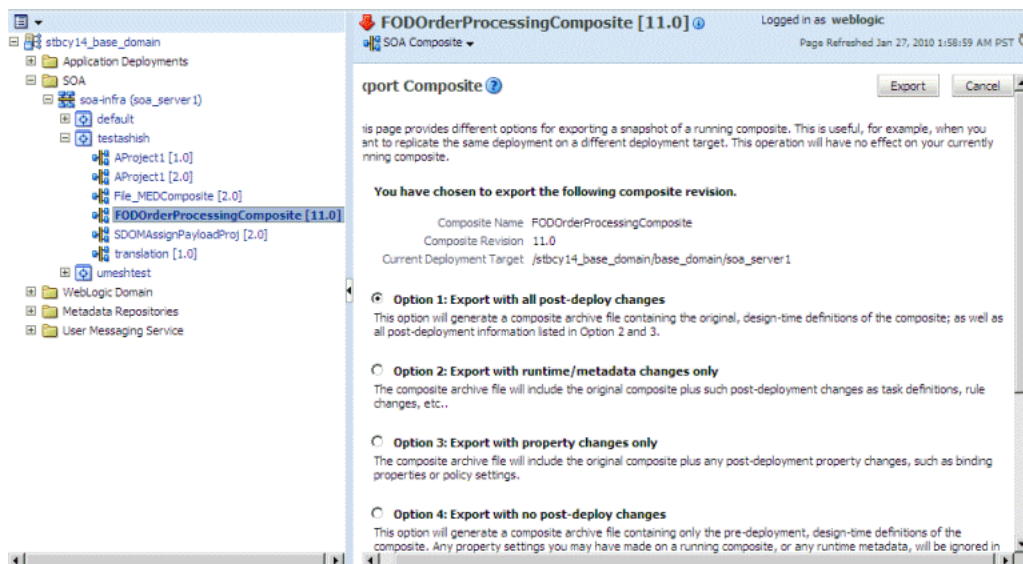 stbcy14_base_domain
Application Deployments
SOA
soa-infra (soa_server1)
default
testashish
AProject1 [1.0]
AProject1 [2.0]
File_MEDComposite [2.0]
FODOrderProcessingComposite [11.0]
SDOMAssignPayloadProj [2.0]
translation [1.0]
umeshtest
WebLogic Domain
Metadata Repositories
User Messaging Service
FODOrderProcessingComposite [11.0]
Logged in as weblogic
SOA Composite
Page Refreshed Jan 27, 2010 1:58:59 AM PST
xport Composite
Export
Cancel
is page provides different options for exporting a snapshot of a running composite. This is useful, for example, when you
ant to replicate the same deployment on a different deployment target. This operation will have no effect on your currently
nning composite.
You have chosen to export the following composite revision.
Composite Name FODOrderProcessingComposite
Composite Revision 11.0
Current Deployment Target /stbcy14_base_domain/base_domain/soa_server1
Option 1: Export with all post-deploy changes
This option will generate a composite archive file containing the original, design-time definitions of the composite; as well as
all post-deployment information listed in Option 2 and 3.
Option 2: Export with runtime/metadata changes only
The composite archive file will include the original composite plus such post-deployment changes as task definitions, rule
changes, etc..
Option 3: Export with property changes only
The composite archive file will include the original composite plus any post-deployment property changes, such as binding
properties or policy settings.
Option 4: Export with no post-deploy changes
This option will generate a composite archive file containing only the pre-deployment, design-time definitions of the
composite. Any property settings you may have made on a running composite, or any runtime metadata, will be ignored in